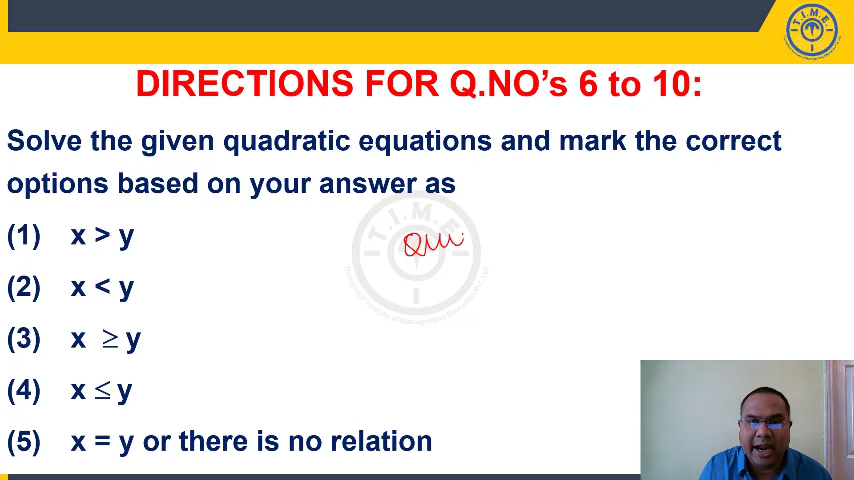 T.I.M.E.
DIRECTIONS FOR Q.NO’s 6 to 10:
Solve the given quadratic equations and mark the correct
options based on your answer as
(1) x > y
(2) x < y
(3) x ≥ y
(4) x ≤ y
(5) x = y or there is no relation
T.I.M.E.